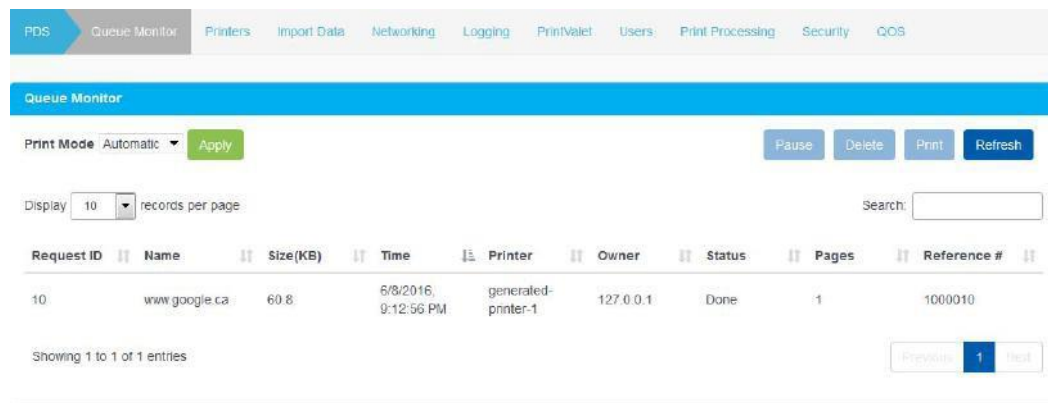 PDS Queue Monitor Printers Import Data Networking Logging PrintValet Users Print Processing Security QOS
Queue Monitor
Print Mode Automatic Apply Pause Delete Print Refresh
Display 10 records per page Search:
Request ID Name Size(KB) Time Printer Owner Status Pages Reference #
10 www.google.ca 60.8 6/8/2016, 9:12:56 PM generated-printer-1 127.0.0.1 Done 1 1000010
Showing 1 to 1 of 1 entries Previous 1 Next